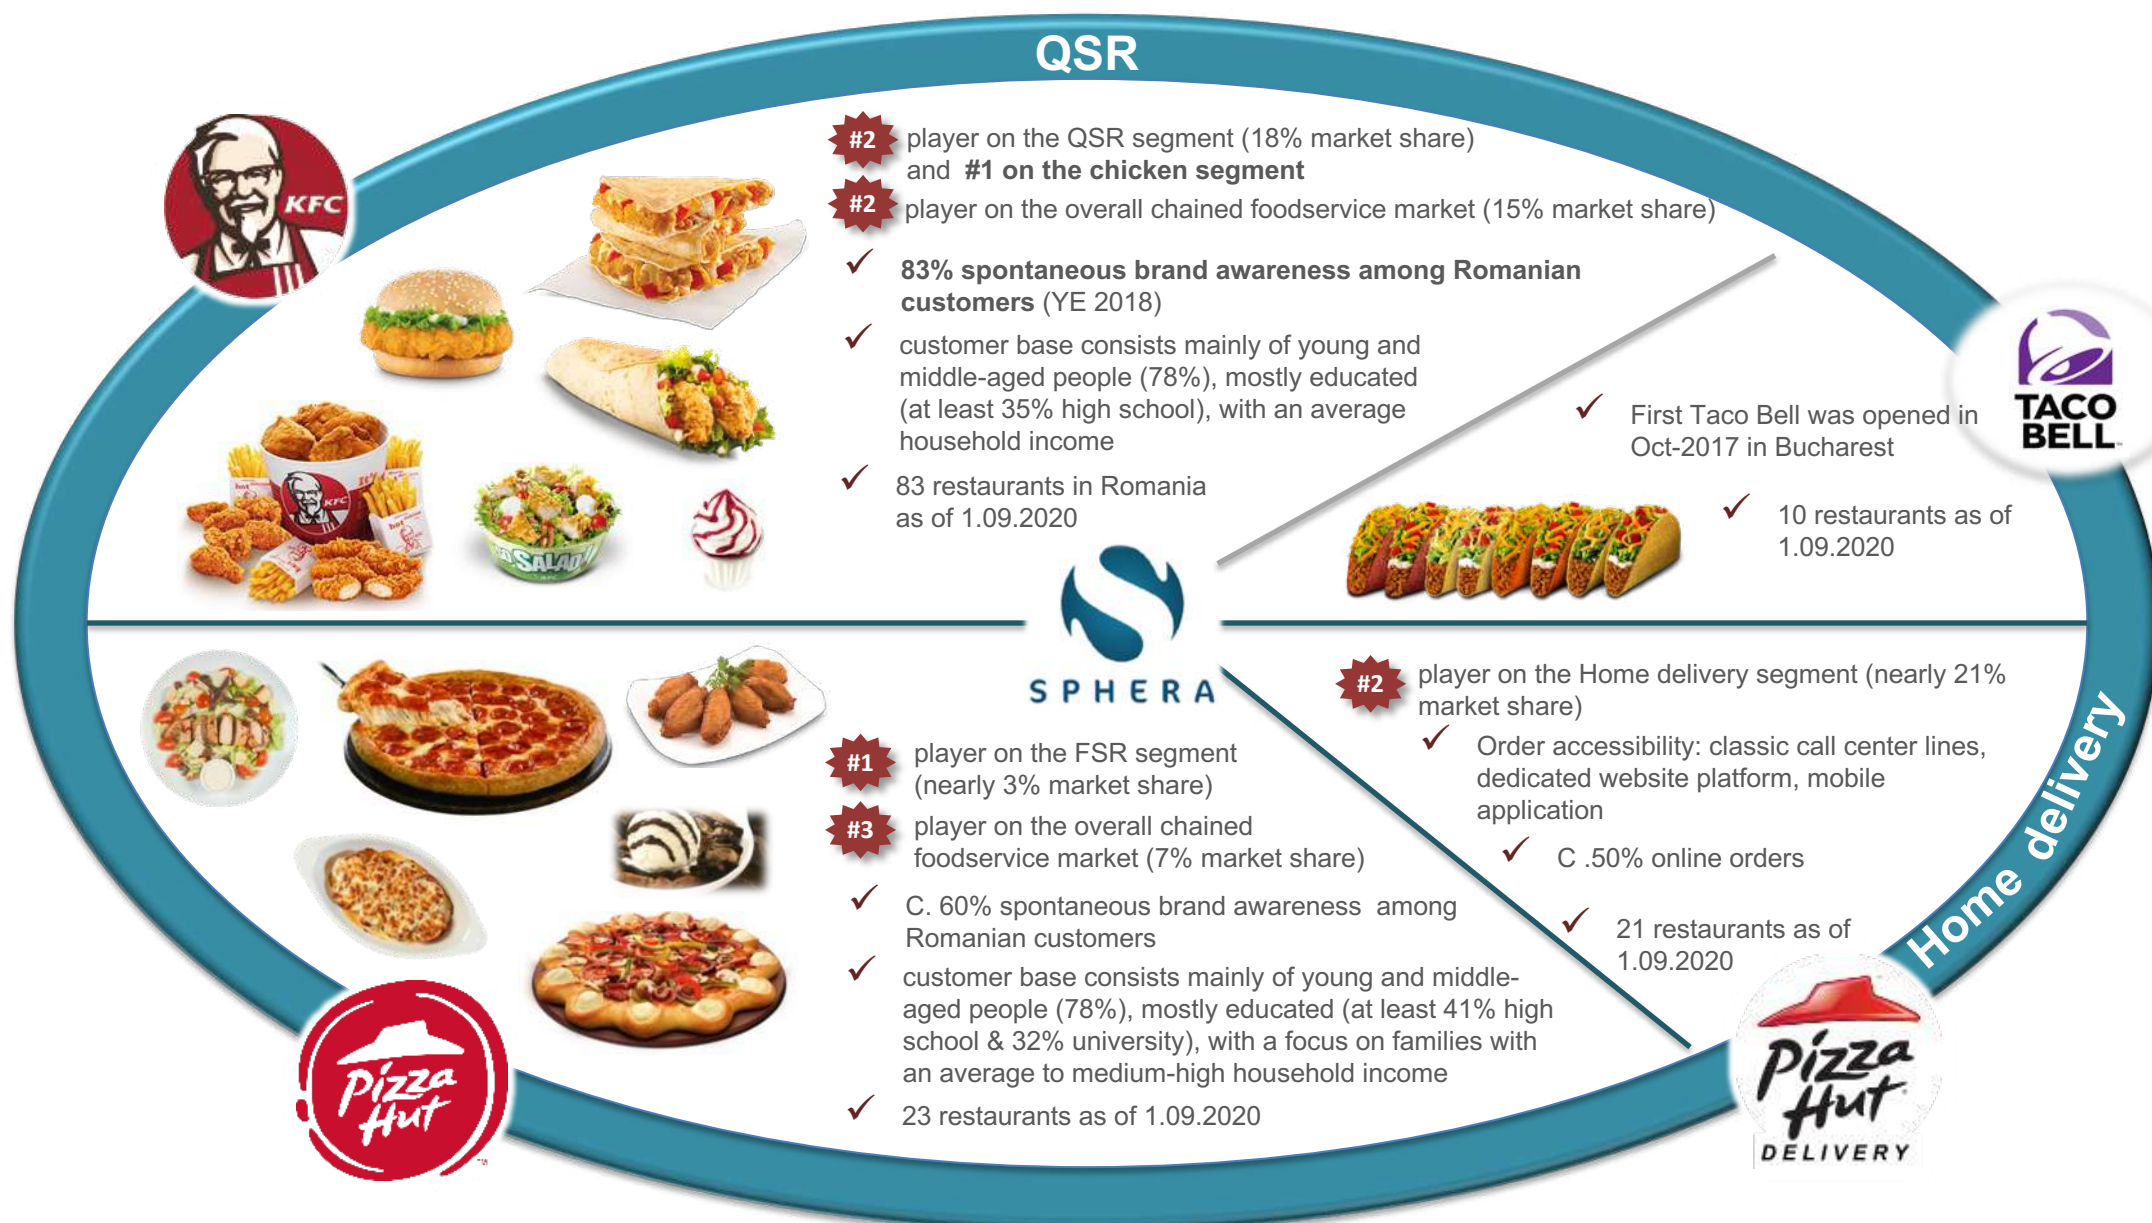 QSR
KFC
#2
player on the QSR segment (18% market share)
and #1 on the chicken segment
#2
player on the overall chained foodservice market (15% market share)
83% spontaneous brand awareness among Romanian
customers (YE 2018)
customer base consists mainly of young and
middle-aged people (78%), mostly educated
(at least 35% high school), with an average
household income
83 restaurants in Romania
as of 1.09.2020
KFC
hot
hot
SALAD
TACO
BELL
First Taco Bell was opened in
Oct-2017 in Bucharest
10 restaurants as of
1.09.2020
SPHERA
#1
player on the FSR segment
(nearly 3% market share)
#3
player on the overall chained
foodservice market (7% market share)
C. 60% spontaneous brand awareness among
Romanian customers
customer base consists mainly of young and middle-
aged people (78%), mostly educated (at least 41% high
school & 32% university), with a focus on families with
an average to medium-high household income
23 restaurants as of 1.09.2020
Pizza
Hut
TM
#2
player on the Home delivery segment (nearly 21%
market share)
Order accessibility: classic call center lines,
dedicated website platform, mobile
application
C .50% online orders
21 restaurants as of
1.09.2020
Home delivery
Pizza
Hut
DELIVERY